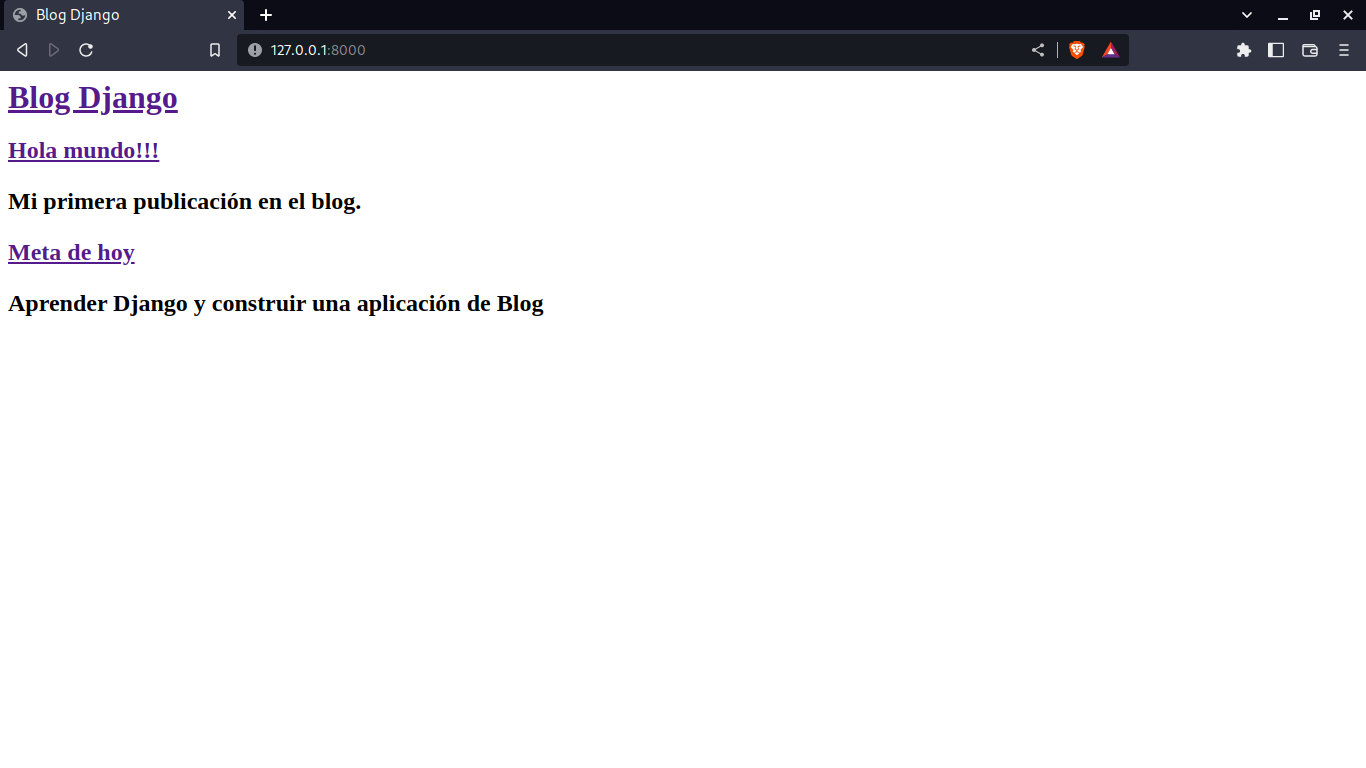 Blog Django
127.0.0.1:8000
Blog Django
Hola mundo!!!
Mi primera publicación en el blog.
Meta de hoy
Aprender Django y construir una aplicación de Blog